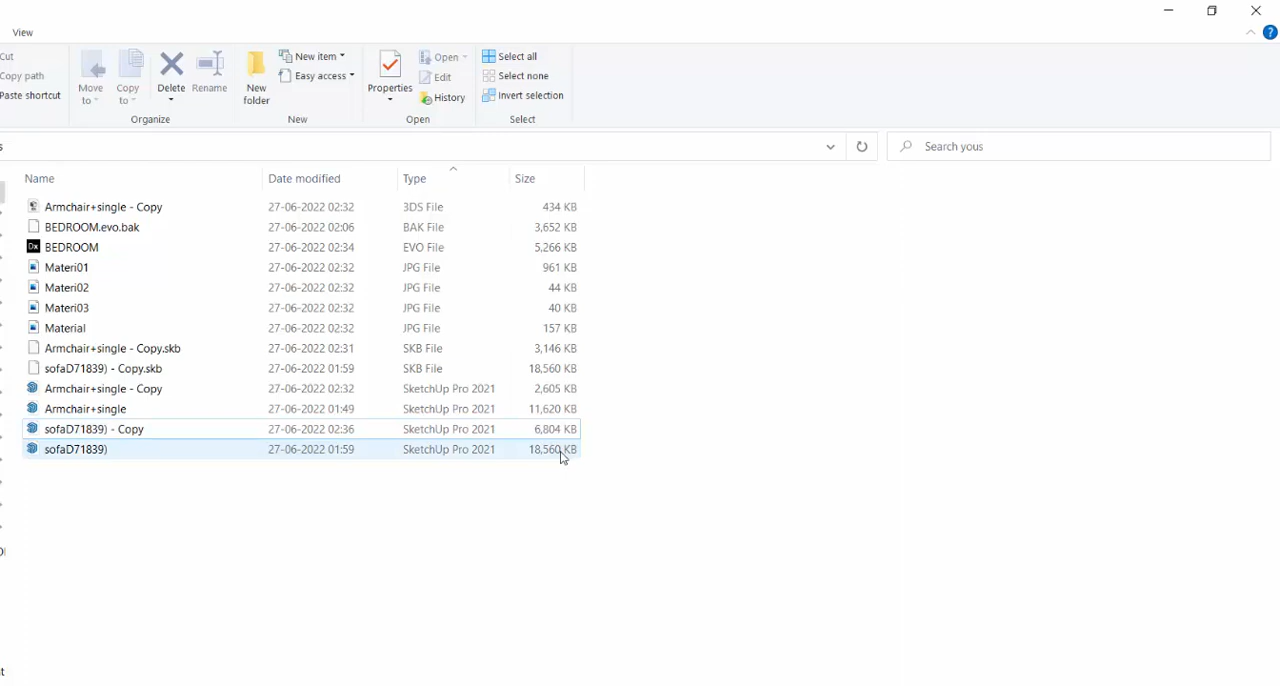 View
Cut
Copy path
Paste shortcut
Move to
Copy to
Delete
Rename
Organize
New folder
New item
Easy access
New
Properties
Open
Edit
History
Open
Select all
Select none
Invert selection
Select
?
s
Search yous
Name Date modified Type Size
Armchair+single - Copy 27-06-2022 02:32 3DS File 434 KB
BEDROOM.evo.bak 27-06-2022 02:06 BAK File 3,652 KB
Dx BEDROOM 27-06-2022 02:34 EVO File 5,266 KB
Materi01 27-06-2022 02:32 JPG File 961 KB
Materi02 27-06-2022 02:32 JPG File 44 KB
Materi03 27-06-2022 02:32 JPG File 40 KB
Material 27-06-2022 02:32 JPG File 157 KB
Armchair+single - Copy.skb 27-06-2022 02:31 SKB File 3,146 KB
sofaD71839) - Copy.skb 27-06-2022 01:59 SKB File 18,560 KB
Armchair+single - Copy 27-06-2022 02:32 SketchUp Pro 2021 2,605 KB
Armchair+single 27-06-2022 01:49 SketchUp Pro 2021 11,620 KB
sofaD71839) - Copy 27-06-2022 02:36 SketchUp Pro 2021 6,804 KB
sofaD71839) 27-06-2022 01:59 SketchUp Pro 2021 18,560 KB